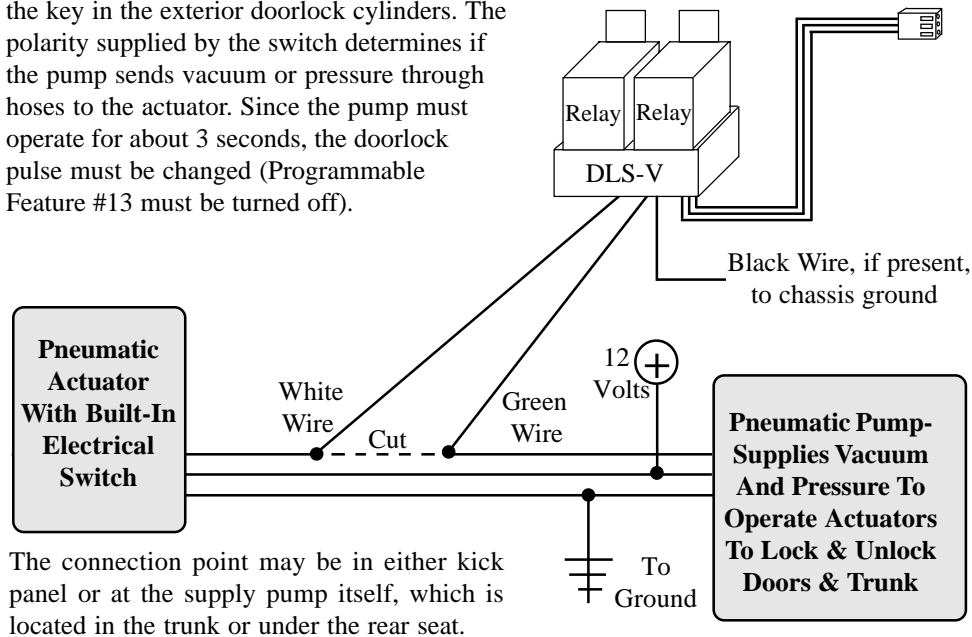 the key in the exterior doorlock cylinders. The
polarity supplied by the switch determines if
the pump sends vacuum or pressure through
hoses to the actuator. Since the pump must
operate for about 3 seconds, the doorlock
pulse must be changed (Programmable
Feature #13 must be turned off).
Relay Relay
DLS-V
Black Wire, if present,
to chassis ground
Pneumatic
Actuator
With Built-In
Electrical
Switch
White
Wire
Cut
Green
Wire
12
Volts
+
Pneumatic Pump-
Supplies Vacuum
And Pressure To
Operate Actuators
To Lock & Unlock
Doors & Trunk
To
Ground
The connection point may be in either kick
panel or at the supply pump itself, which is
located in the trunk or under the rear seat.